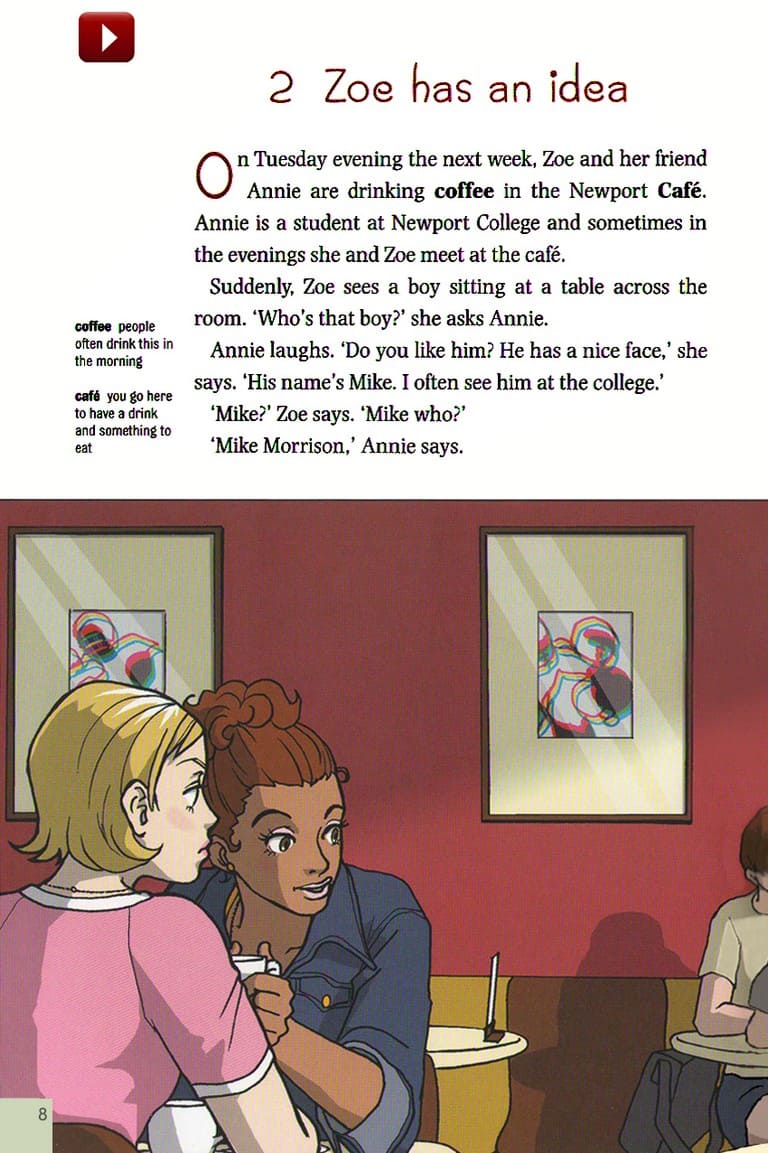 2 Zoe has an idea
On Tuesday evening the next week, Zoe and her friend
Annie are drinking coffee in the Newport Café.
Annie is a student at Newport College and sometimes in
the evenings she and Zoe meet at the café.
Suddenly, Zoe sees a boy sitting at a table across the
room. ‘Who’s that boy?’ she asks Annie.
Annie laughs. ‘Do you like him? He has a nice face,’ she
says. ‘His name’s Mike. I often see him at the college.’
‘Mike?’ Zoe says. ‘Mike who?’
‘Mike Morrison,’ Annie says.
coffee people
often drink this in
the morning
café you go here
to have a drink
and something to
eat
8